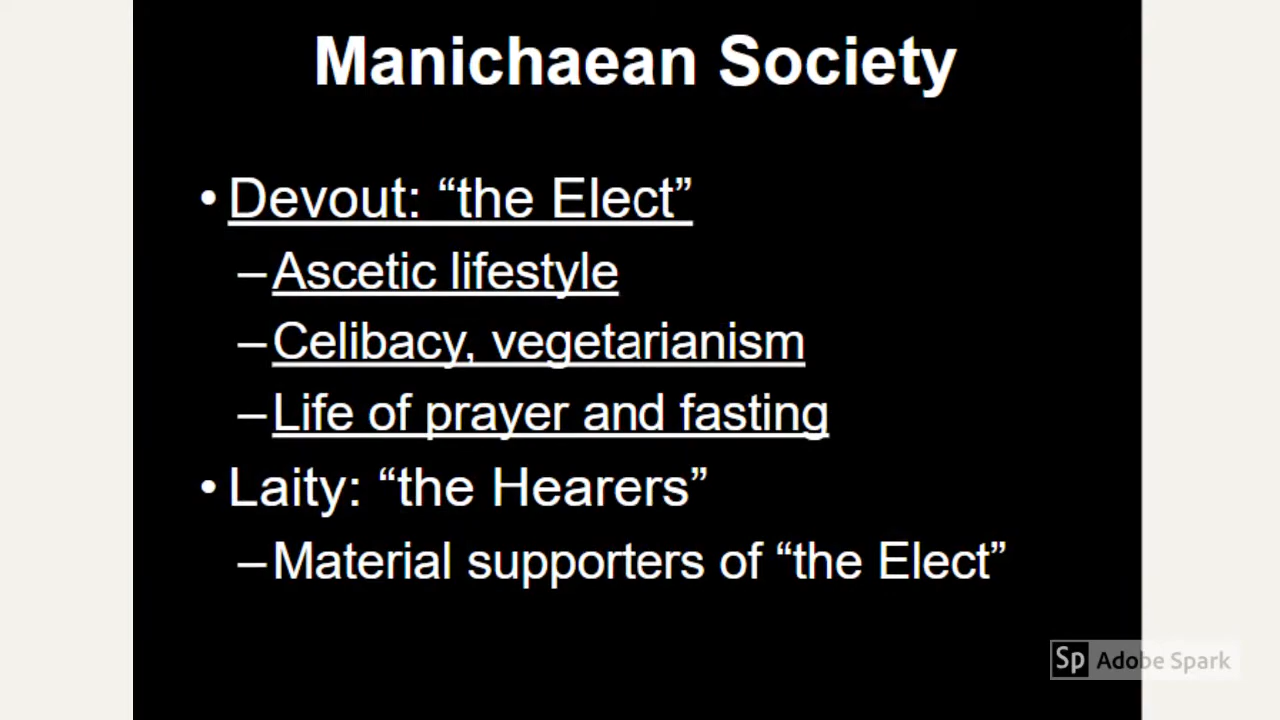 Manichaean Society
• Devout: “the Elect”
–Ascetic lifestyle
–Celibacy, vegetarianism
–Life of prayer and fasting
• Laity: “the Hearers”
–Material supporters of “the Elect”
Sp Adobe Spark